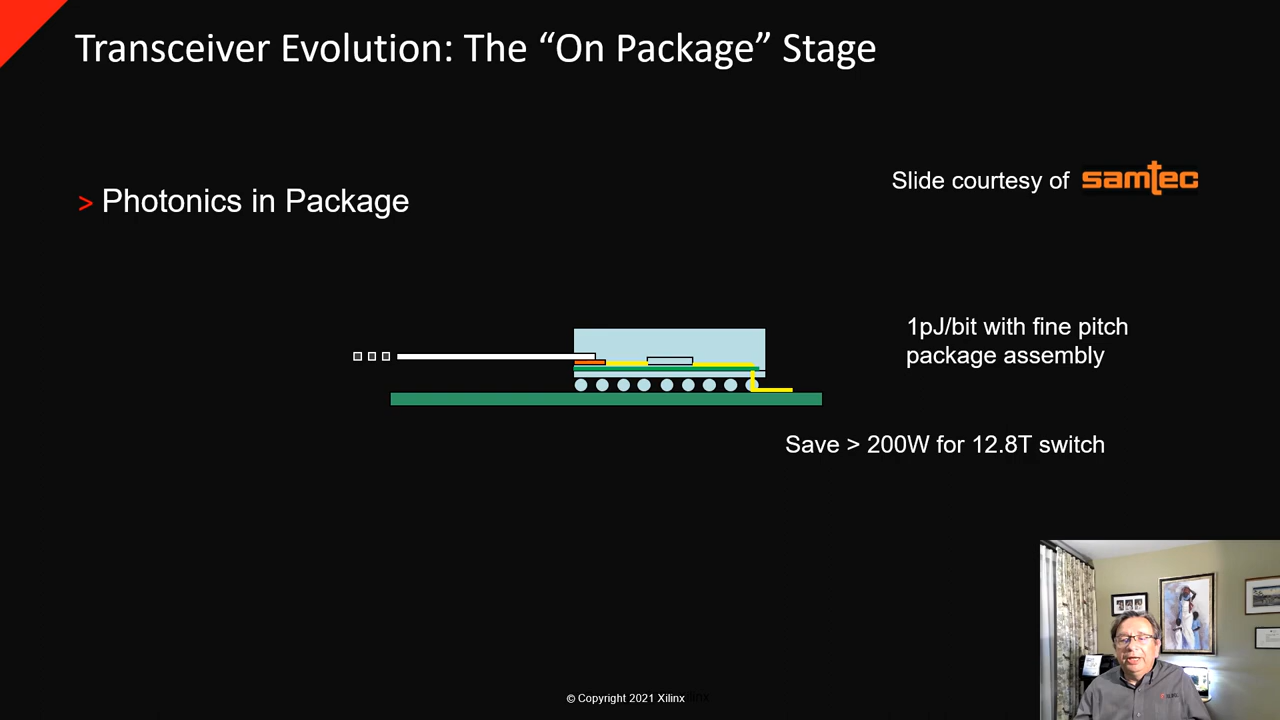 Transceiver Evolution: The “On Package” Stage
Slide courtesy of samtec
> Photonics in Package
1pJ/bit with fine pitch
package assembly
Save > 200W for 12.8T switch
© Copyright 2021 Xilinx